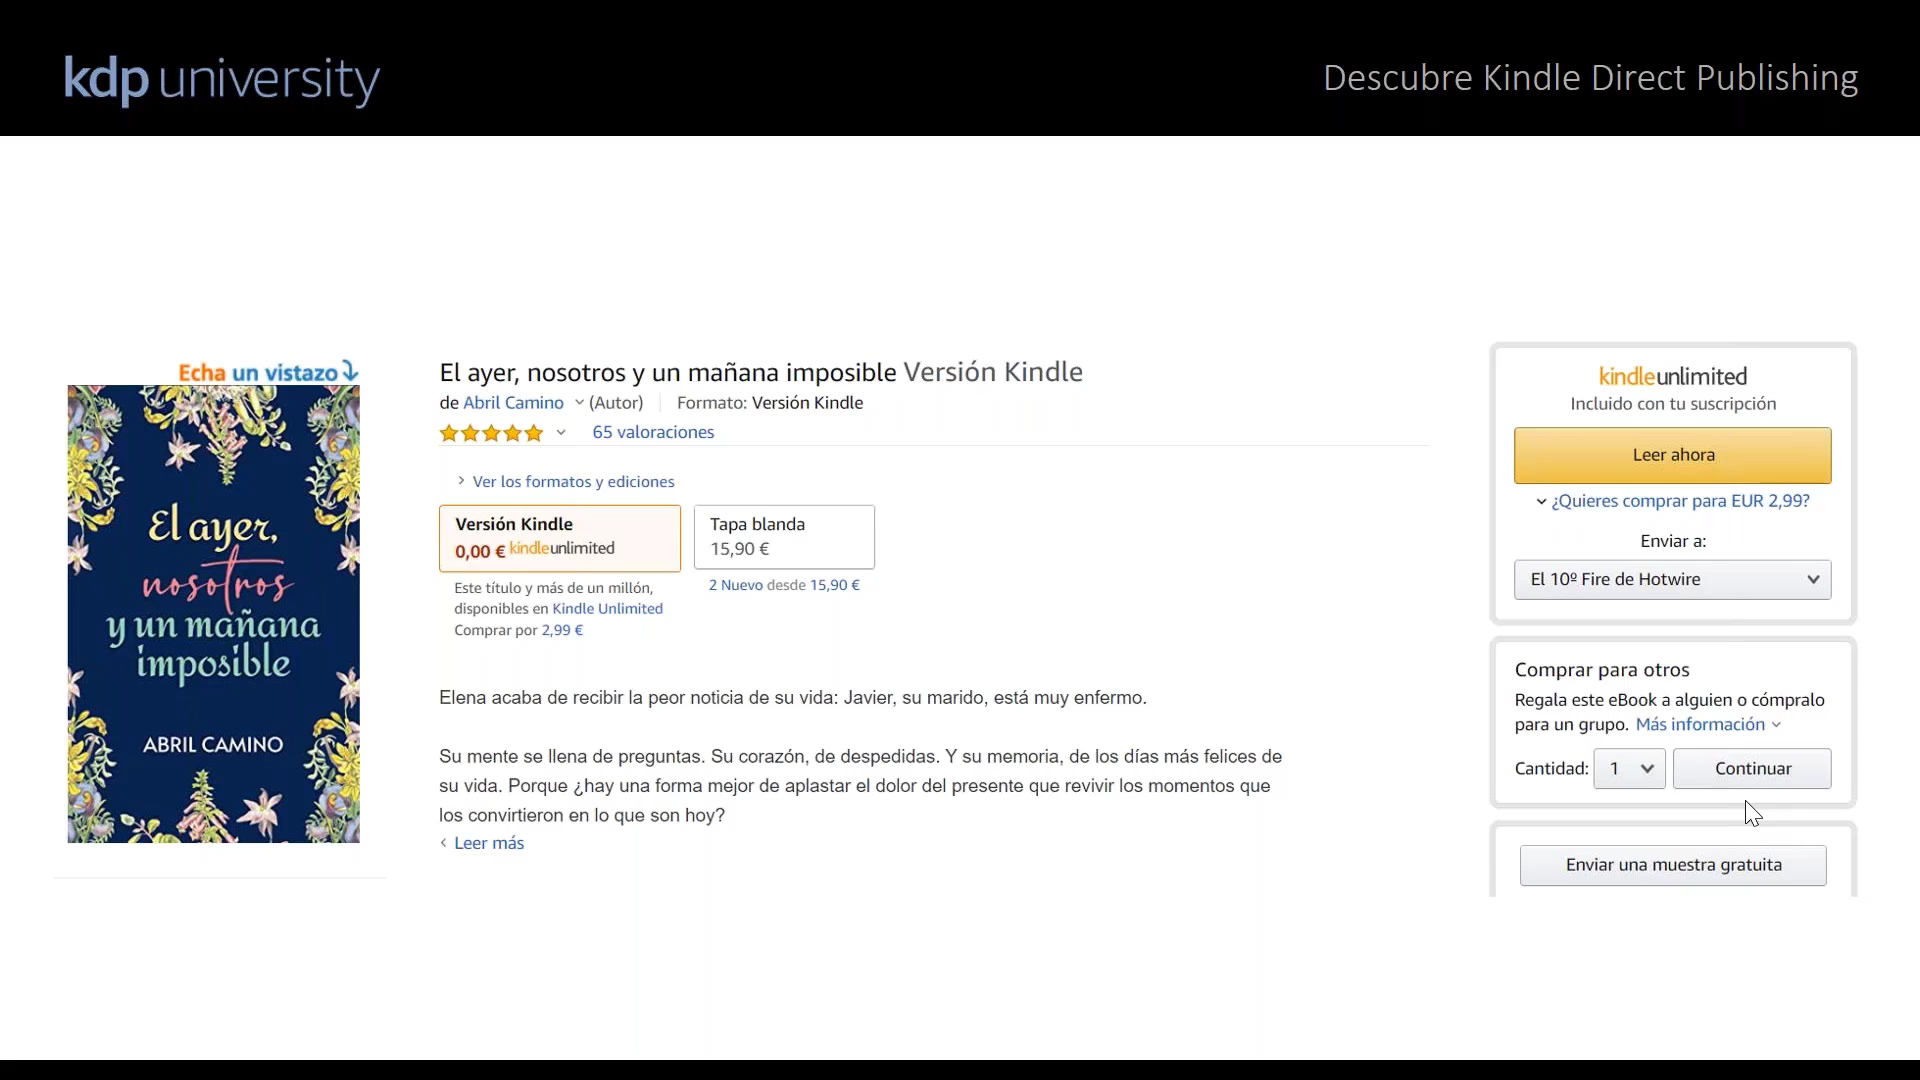 kdp university
Descubre Kindle Direct Publishing
Echa un vistazo
El ayer,
nosotros
y un mañana
imposible
ABRIL CAMINO
El ayer, nosotros y un mañana imposible Versión Kindle
de Abril Camino (Autor) Formato: Versión Kindle
65 valoraciones
Ver los formatos y ediciones
Versión Kindle
0,00 € kindleunlimited
Este título y más de un millón,
disponibles en Kindle Unlimited
Comprar por 2,99 €
Tapa blanda
15,90 €
2 Nuevo desde 15,90 €
Elena acaba de recibir la peor noticia de su vida: Javier, su marido, está muy enfermo.
Su mente se llena de preguntas. Su corazón, de despedidas. Y su memoria, de los días más felices de
su vida. Porque ¿hay una forma mejor de aplastar el dolor del presente que revivir los momentos que
los convirtieron en lo que son hoy?
Leer más
kindleunlimited
Incluido con tu suscripción
Leer ahora
¿Quieres comprar para EUR 2,99?
Enviar a:
El 10º Fire de Hotwire
Comprar para otros
Regala este eBook a alguien o cómpralo
para un grupo. Más información
Cantidad: 1 Continuar
Enviar una muestra gratuita